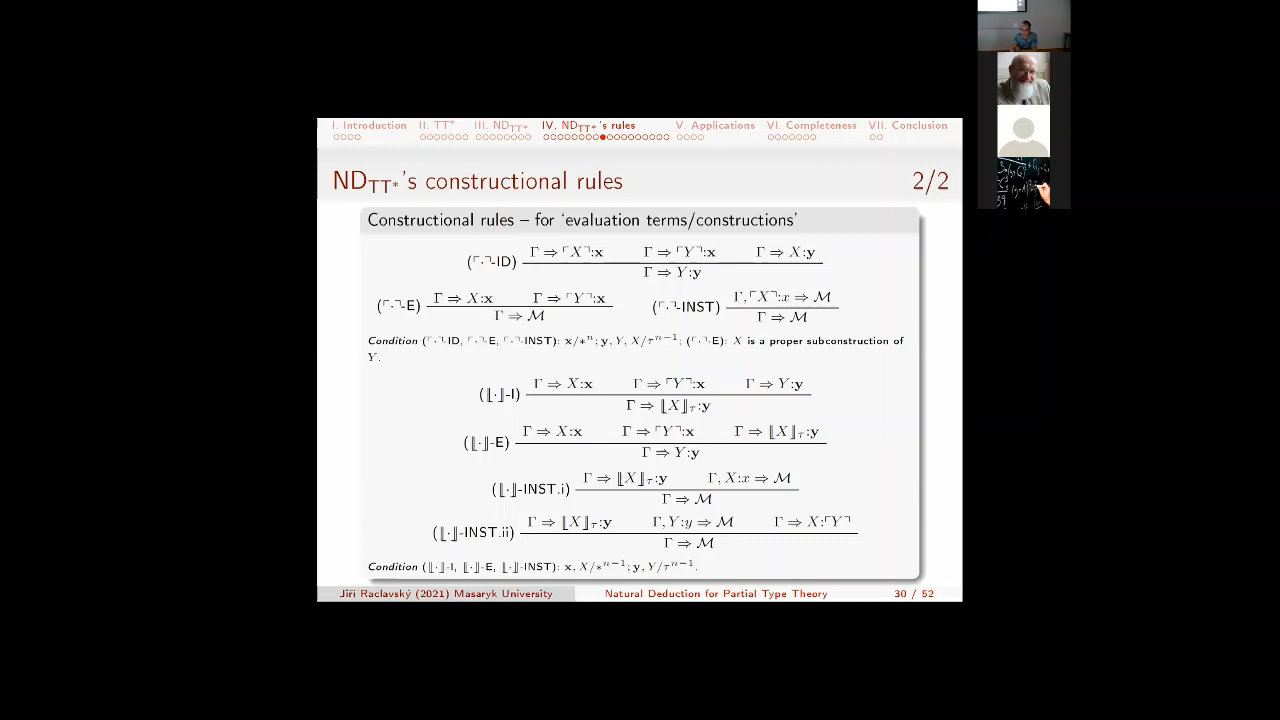 I. Introduction II. TT* III. ND_TT* IV. ND_TT*'s rules V. Applications VI. Completeness VII. Conclusion
ND_TT*'s constructional rules 2/2
Constructional rules – for ‘evaluation terms/constructions’
(⌜·⌝-ID) Γ ⇒ ⌜X⌝:x Γ ⇒ ⌜Y⌝:x Γ ⇒ X:y
Γ ⇒ Y:y
(⌜·⌝-E) Γ ⇒ X:x Γ ⇒ ⌜Y⌝:x
Γ ⇒ M
(⌜·⌝-INST) Γ, ⌜X⌝:x ⇒ M
Γ ⇒ M
Condition (⌜·⌝-ID, ⌜·⌝-E, ⌜·⌝-INST): x/*ⁿ; y, Y, X/τⁿ⁻¹; (⌜·⌝-E): X is a proper subconstruction of
Y.
(⟦·⟧-I) Γ ⇒ X:x Γ ⇒ ⌜Y⌝:x Γ ⇒ Y:y
Γ ⇒ ⟦X⟧_τ:y
(⟦·⟧-E) Γ ⇒ X:x Γ ⇒ ⌜Y⌝:x Γ ⇒ ⟦X⟧_τ:y
Γ ⇒ Y:y
(⟦·⟧-INST.i) Γ ⇒ ⟦X⟧_τ:y Γ, X:x ⇒ M
Γ ⇒ M
(⟦·⟧-INST.ii) Γ ⇒ ⟦X⟧_τ:y Γ, Y:y ⇒ M Γ ⇒ X:⌜Y⌝
Γ ⇒ M
Condition (⟦·⟧-I, ⟦·⟧-E, ⟦·⟧-INST): x, X/*ⁿ⁻¹; y, Y/τⁿ⁻¹.
Jiří Raclavský (2021) Masaryk University Natural Deduction for Partial Type Theory 30 / 52